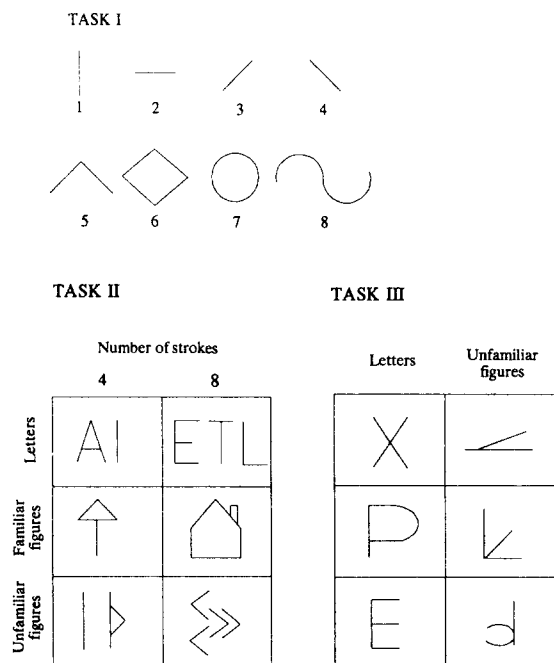 TASK I
1 2 3 4
5 6 7 8
TASK II
TASK III
Number of strokes
4 8
Letters
Unfamiliar
figures
Letters
AI ETL
X
Familiar
figures
P
Unfamiliar
figures
E